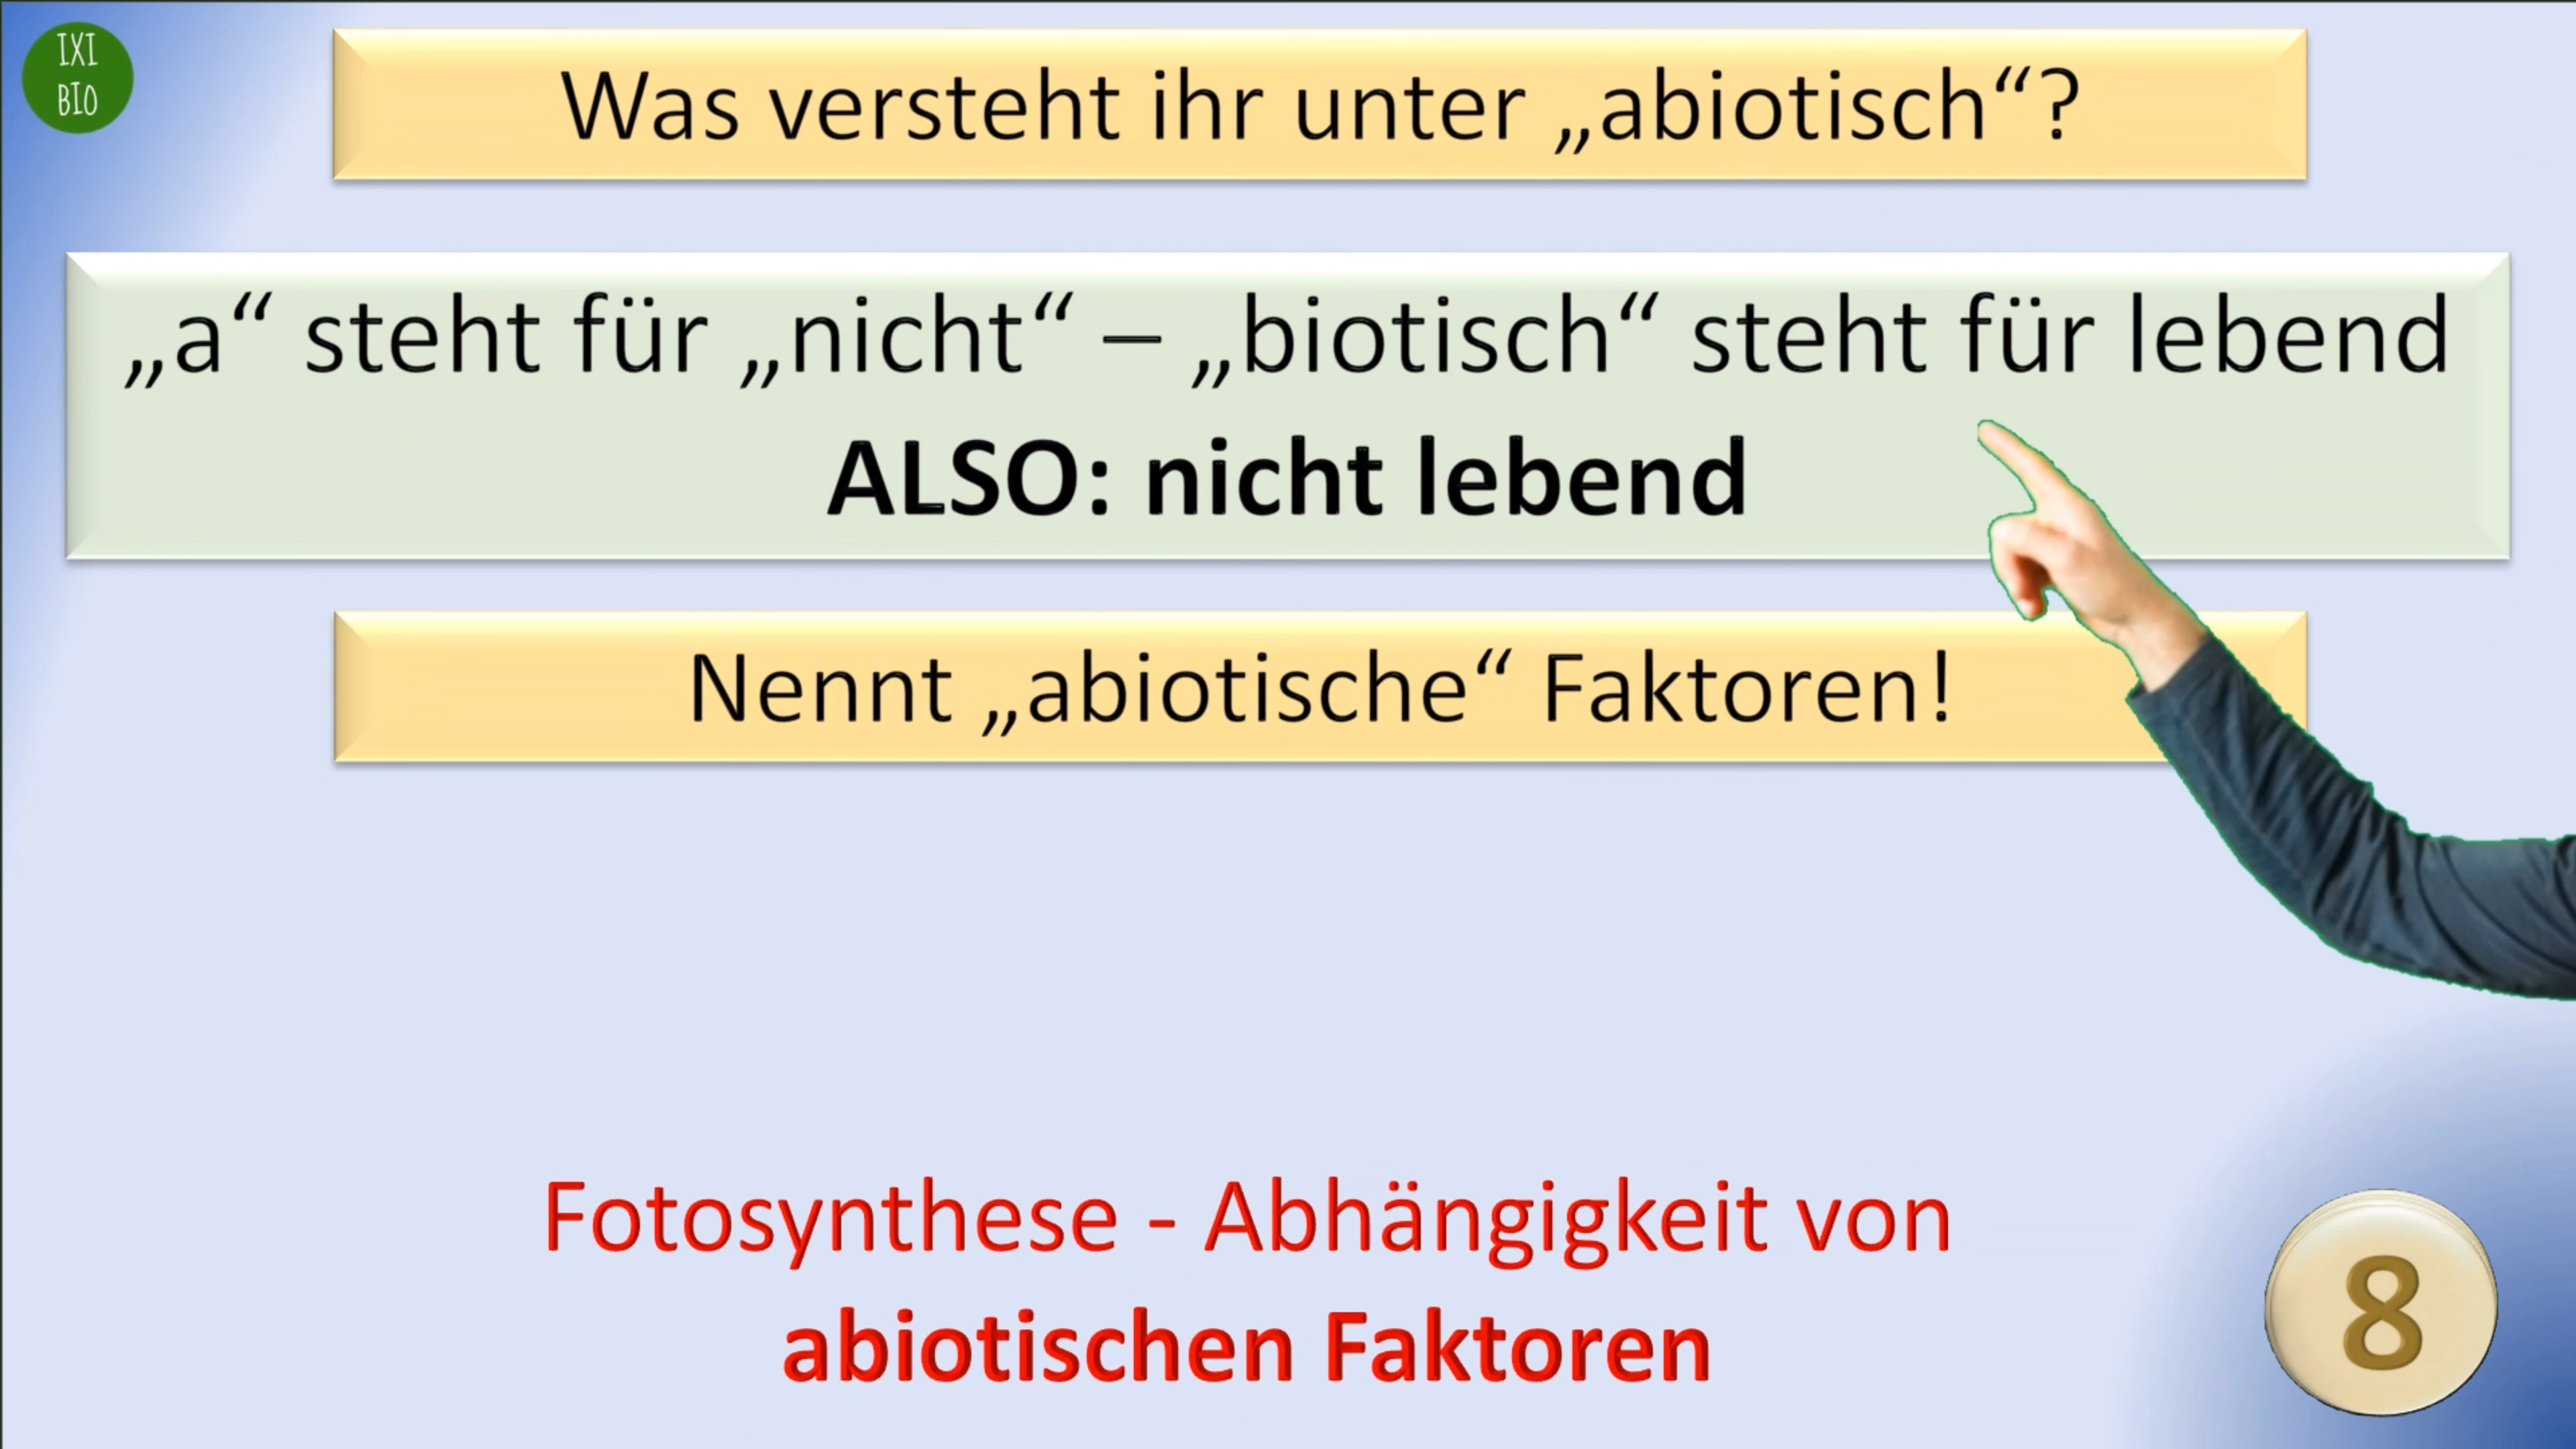 IXI
BIO
Was versteht ihr unter „abiotisch“?
„a“ steht für „nicht“ – „biotisch“ steht für lebend
ALSO: nicht lebend
Nennt „abiotische“ Faktoren!
Fotosynthese - Abhängigkeit von
abiotischen Faktoren
8